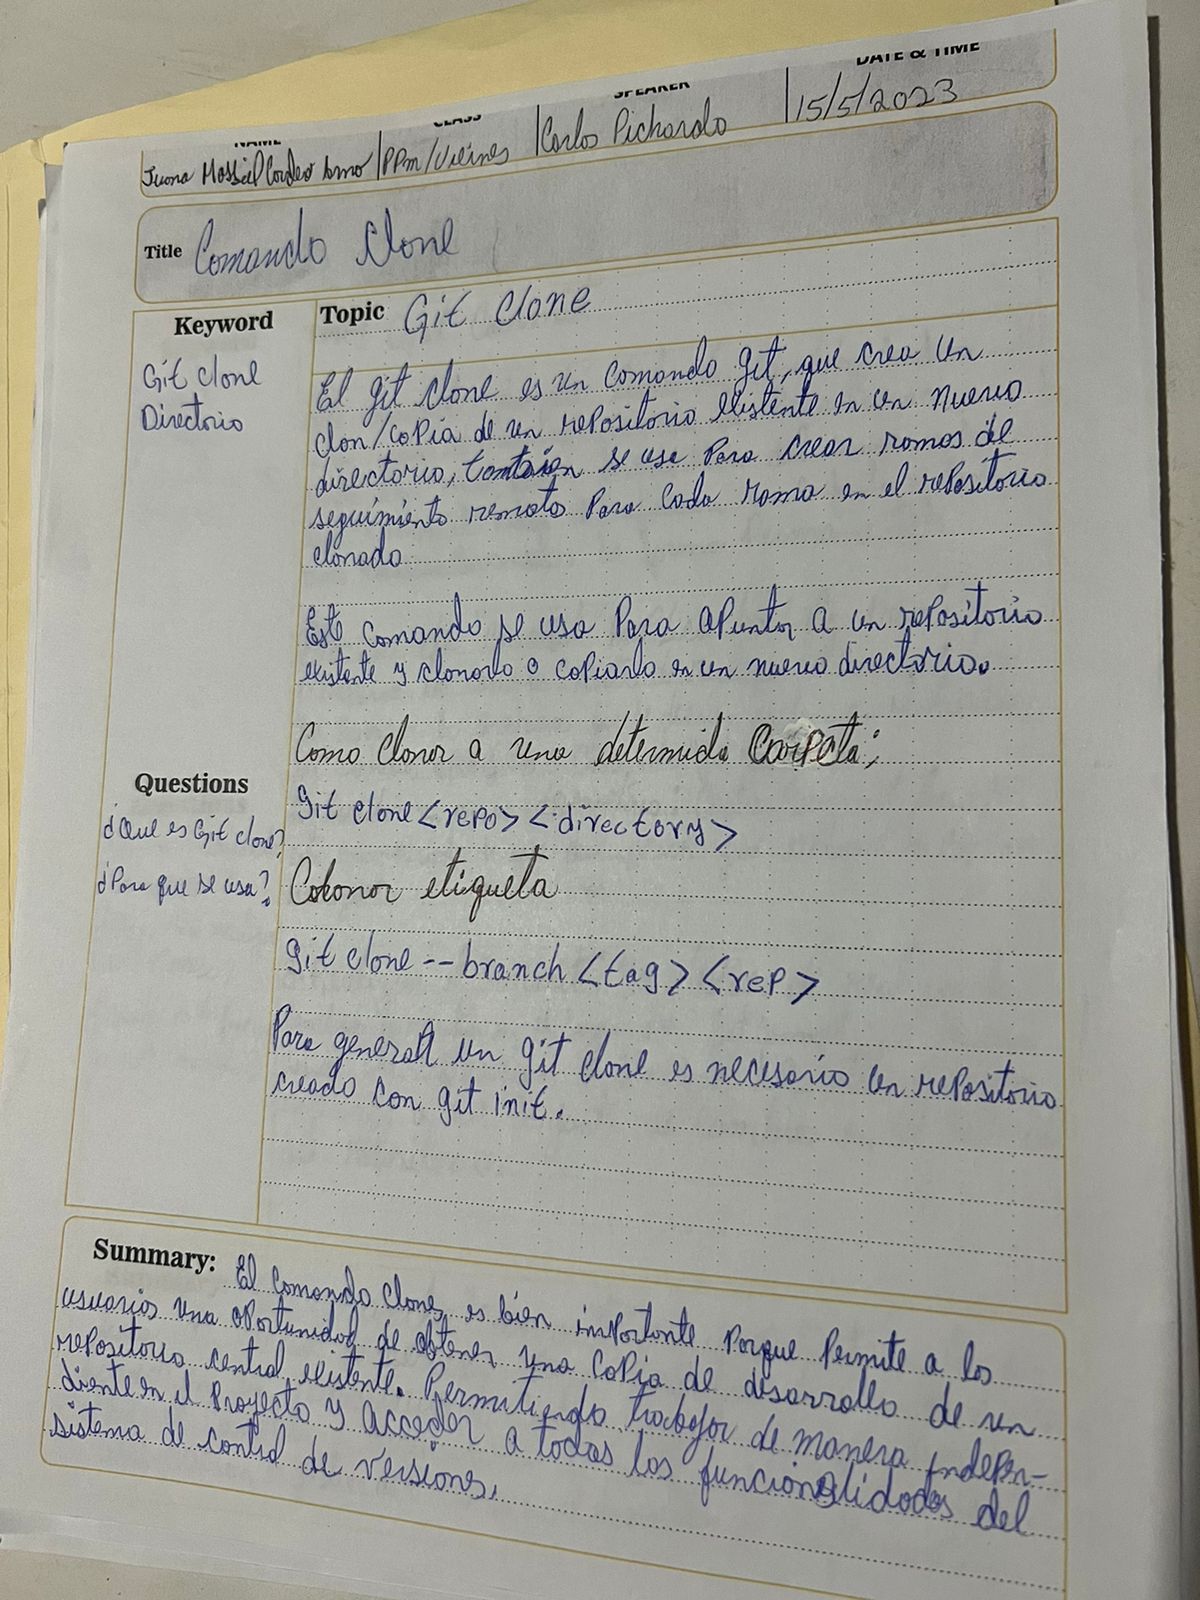 NAME CLASS SPEAKER DATE & TIME
Juana Cordero PPm/Viernes Carlos Pichardo 15/5/2023
Title Comando Clone
Keyword
Git clone
Directorio
Topic Git Clone
El git clone es un comando git, que crea un
clon/copia de un repositorio existente en un nuevo
directorio, también se usa para crear ramas de
seguimiento remoto para cada rama en el repositorio
clonado
Este comando se usa para apuntar a un repositorio
existente y clonarlo o copiarlo en un nuevo directorio.
Como clonar a una determida Carpeta:
git clone <repo> <directory>
Colonar etiqueta
git clone -- branch <tag> <rep>
Para generar un git clone es necesario un repositorio
creado con git init.
Questions
¿Que es Git clone?
¿Para que se usa?
Summary: El comando clone, es bien importante porque permite a los
usuarios una oportunidad de obtener una copia de desarrollo de un
repositorio central existente. Permitiendo trabajar de manera indepen-
diente en el proyecto y acceder a todas las funcionalidades del
sistema de control de versiones.